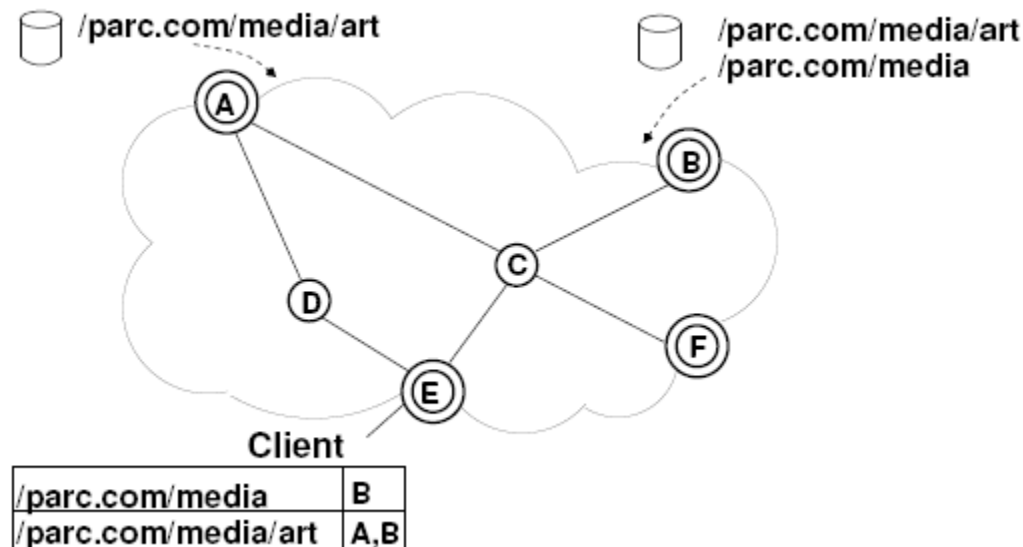 /parc.com/media/art
/parc.com/media/art
/parc.com/media
A
B
C
D
F
E
Client
/parc.com/media B
/parc.com/media/art A,B